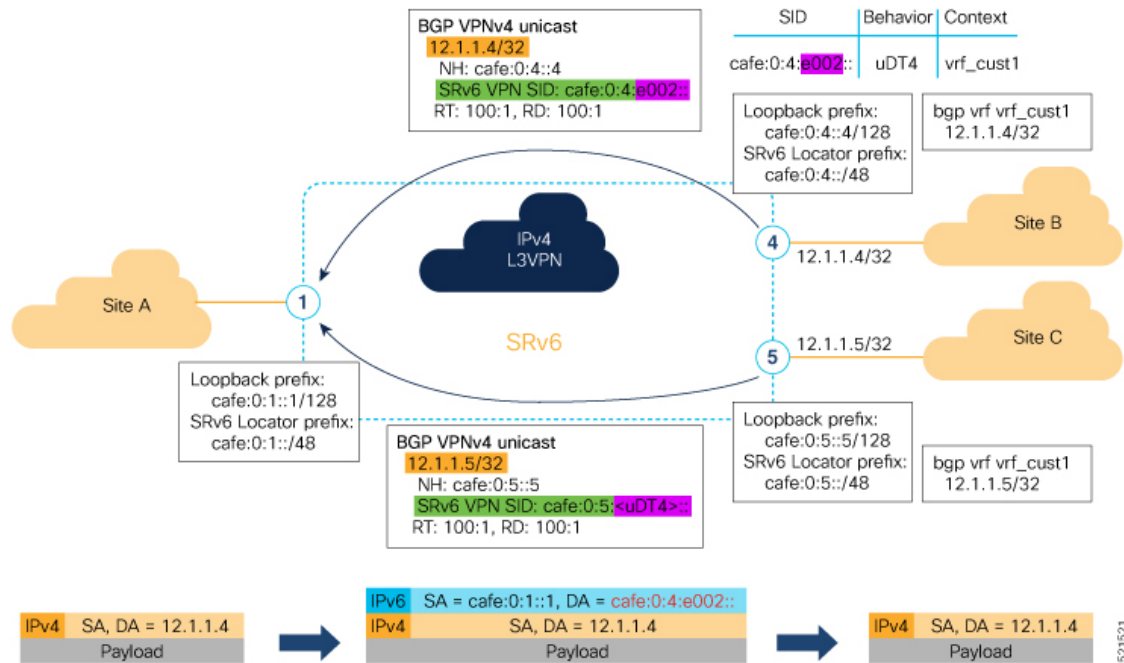 BGP VPNv4 unicast
12.1.1.4/32
NH: cafe:0:4::4
SRv6 VPN SID: cafe:0:4:e002::
RT: 100:1, RD: 100:1
SID Behavior Context
cafe:0:4:e002:: uDT4 vrf_cust1
Loopback prefix:
cafe:0:4::4/128
SRv6 Locator prefix:
cafe:0:4::/48
bgp vrf vrf_cust1
12.1.1.4/32
IPv4
L3VPN
Site A
1
SRv6
4
12.1.1.4/32
Site B
5
12.1.1.5/32
Site C
Loopback prefix:
cafe:0:1::1/128
SRv6 Locator prefix:
cafe:0:1::/48
BGP VPNv4 unicast
12.1.1.5/32
NH: cafe:0:5::5
SRv6 VPN SID: cafe:0:5:<uDT4>::
RT: 100:1, RD: 100:1
Loopback prefix:
cafe:0:5::5/128
SRv6 Locator prefix:
cafe:0:5::/48
bgp vrf vrf_cust1
12.1.1.5/32
IPv4 SA, DA = 12.1.1.4
Payload
IPv6 SA = cafe:0:1::1, DA = cafe:0:4:e002::
IPv4 SA, DA = 12.1.1.4
Payload
IPv4 SA, DA = 12.1.1.4
Payload
521521